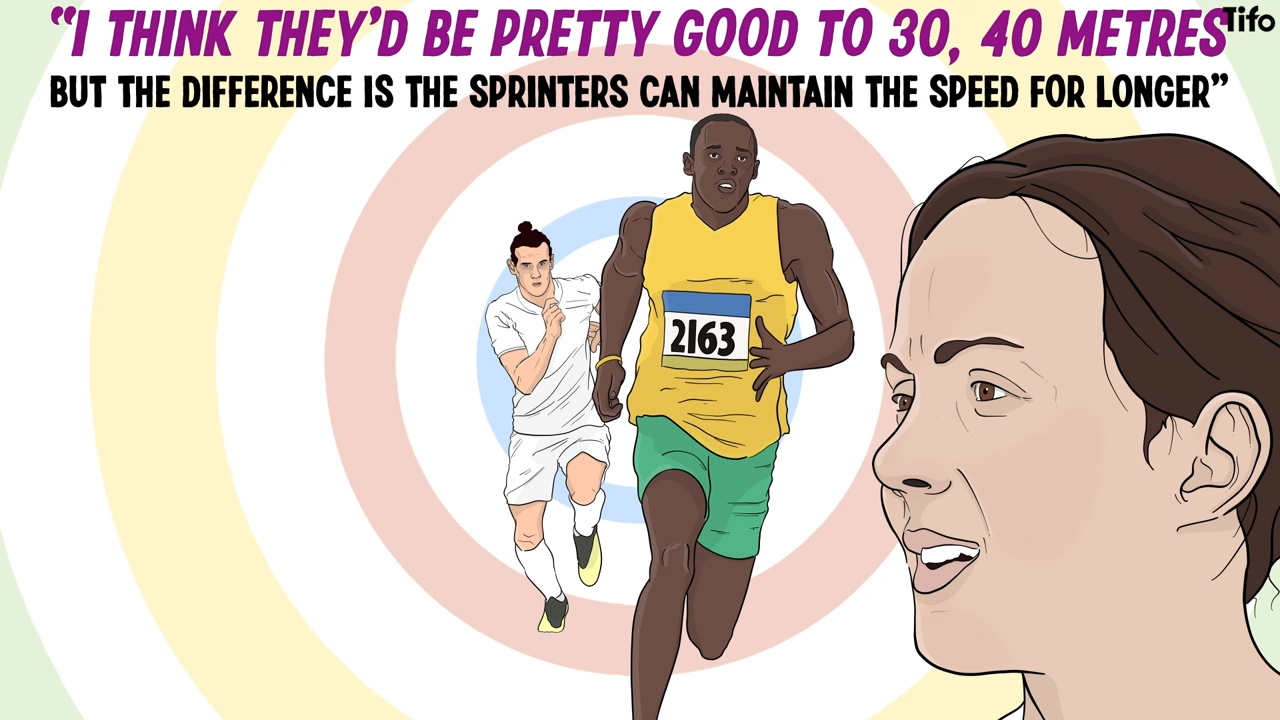 “I THINK THEY’D BE PRETTY GOOD TO 30, 40 METRES
Tifo
BUT THE DIFFERENCE IS THE SPRINTERS CAN MAINTAIN THE SPEED FOR LONGER”
2163